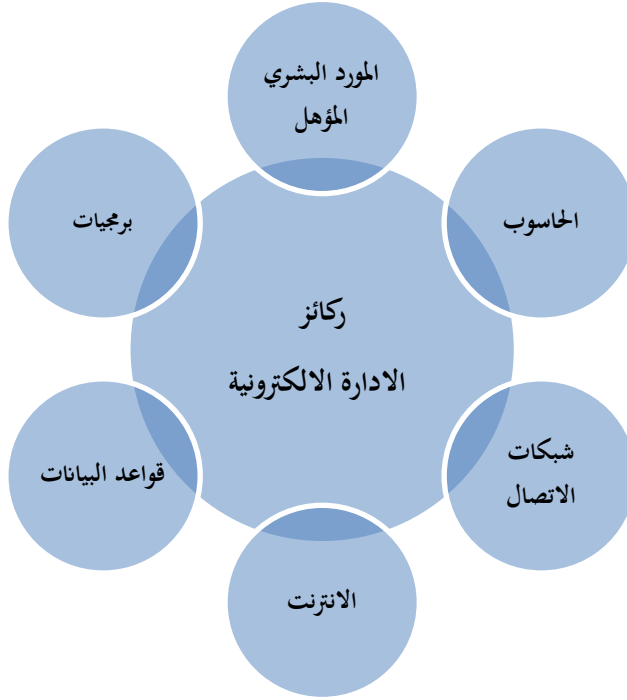 المورد البشري
المؤهل
الحاسوب
برمجيات
ركائز
الادارة الالكترونية
شبكات
الاتصال
قواعد البيانات
الانترنت